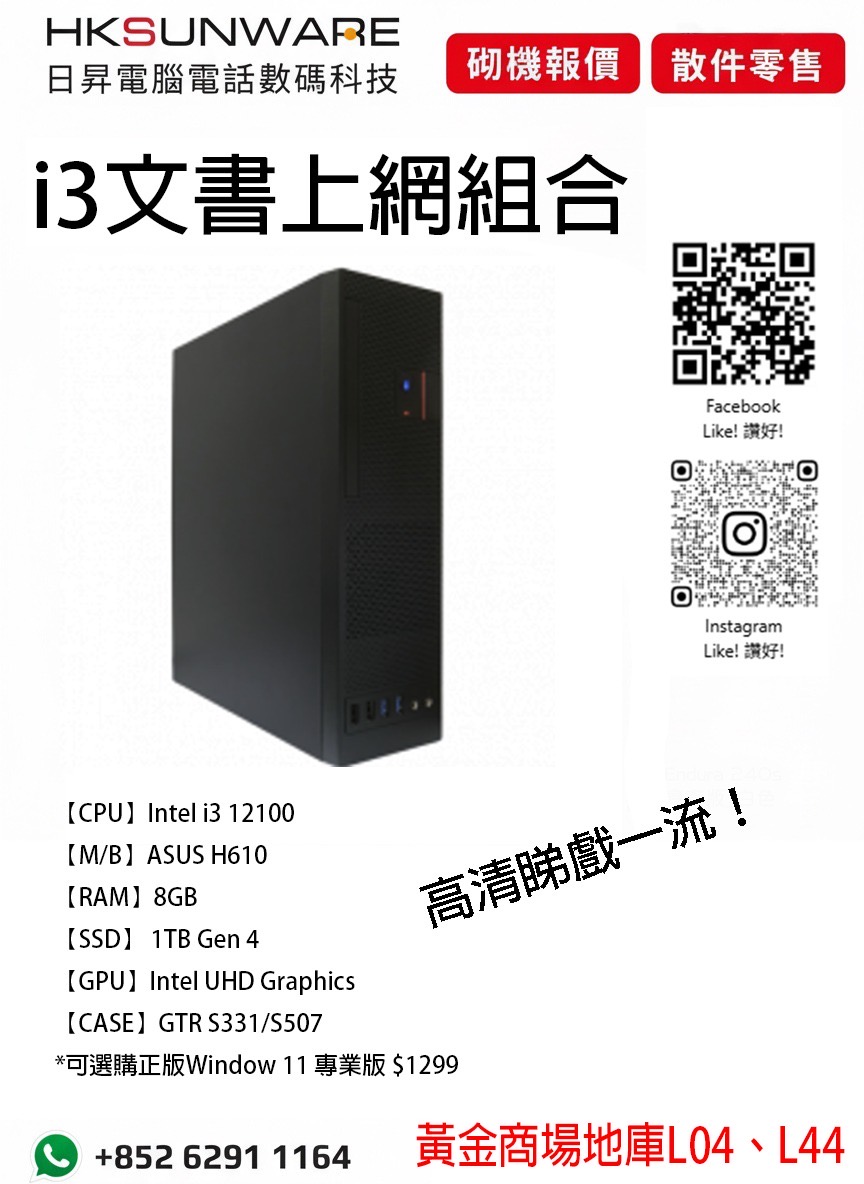 HKSUNWARE
日昇電腦電話數碼科技
砌機報價
散件零售
i3文書上網組合
Facebook
Like! 讚好!
Instagram
Like! 讚好!
【CPU】Intel i3 12100
【M/B】ASUS H610
【RAM】8GB
【SSD】 1TB Gen 4
【GPU】Intel UHD Graphics
【CASE】GTR S331/S507
*可選購正版Window 11 專業版 $1299
高清睇戲一流！
+852 6291 1164
黃金商場地庫L04、L44